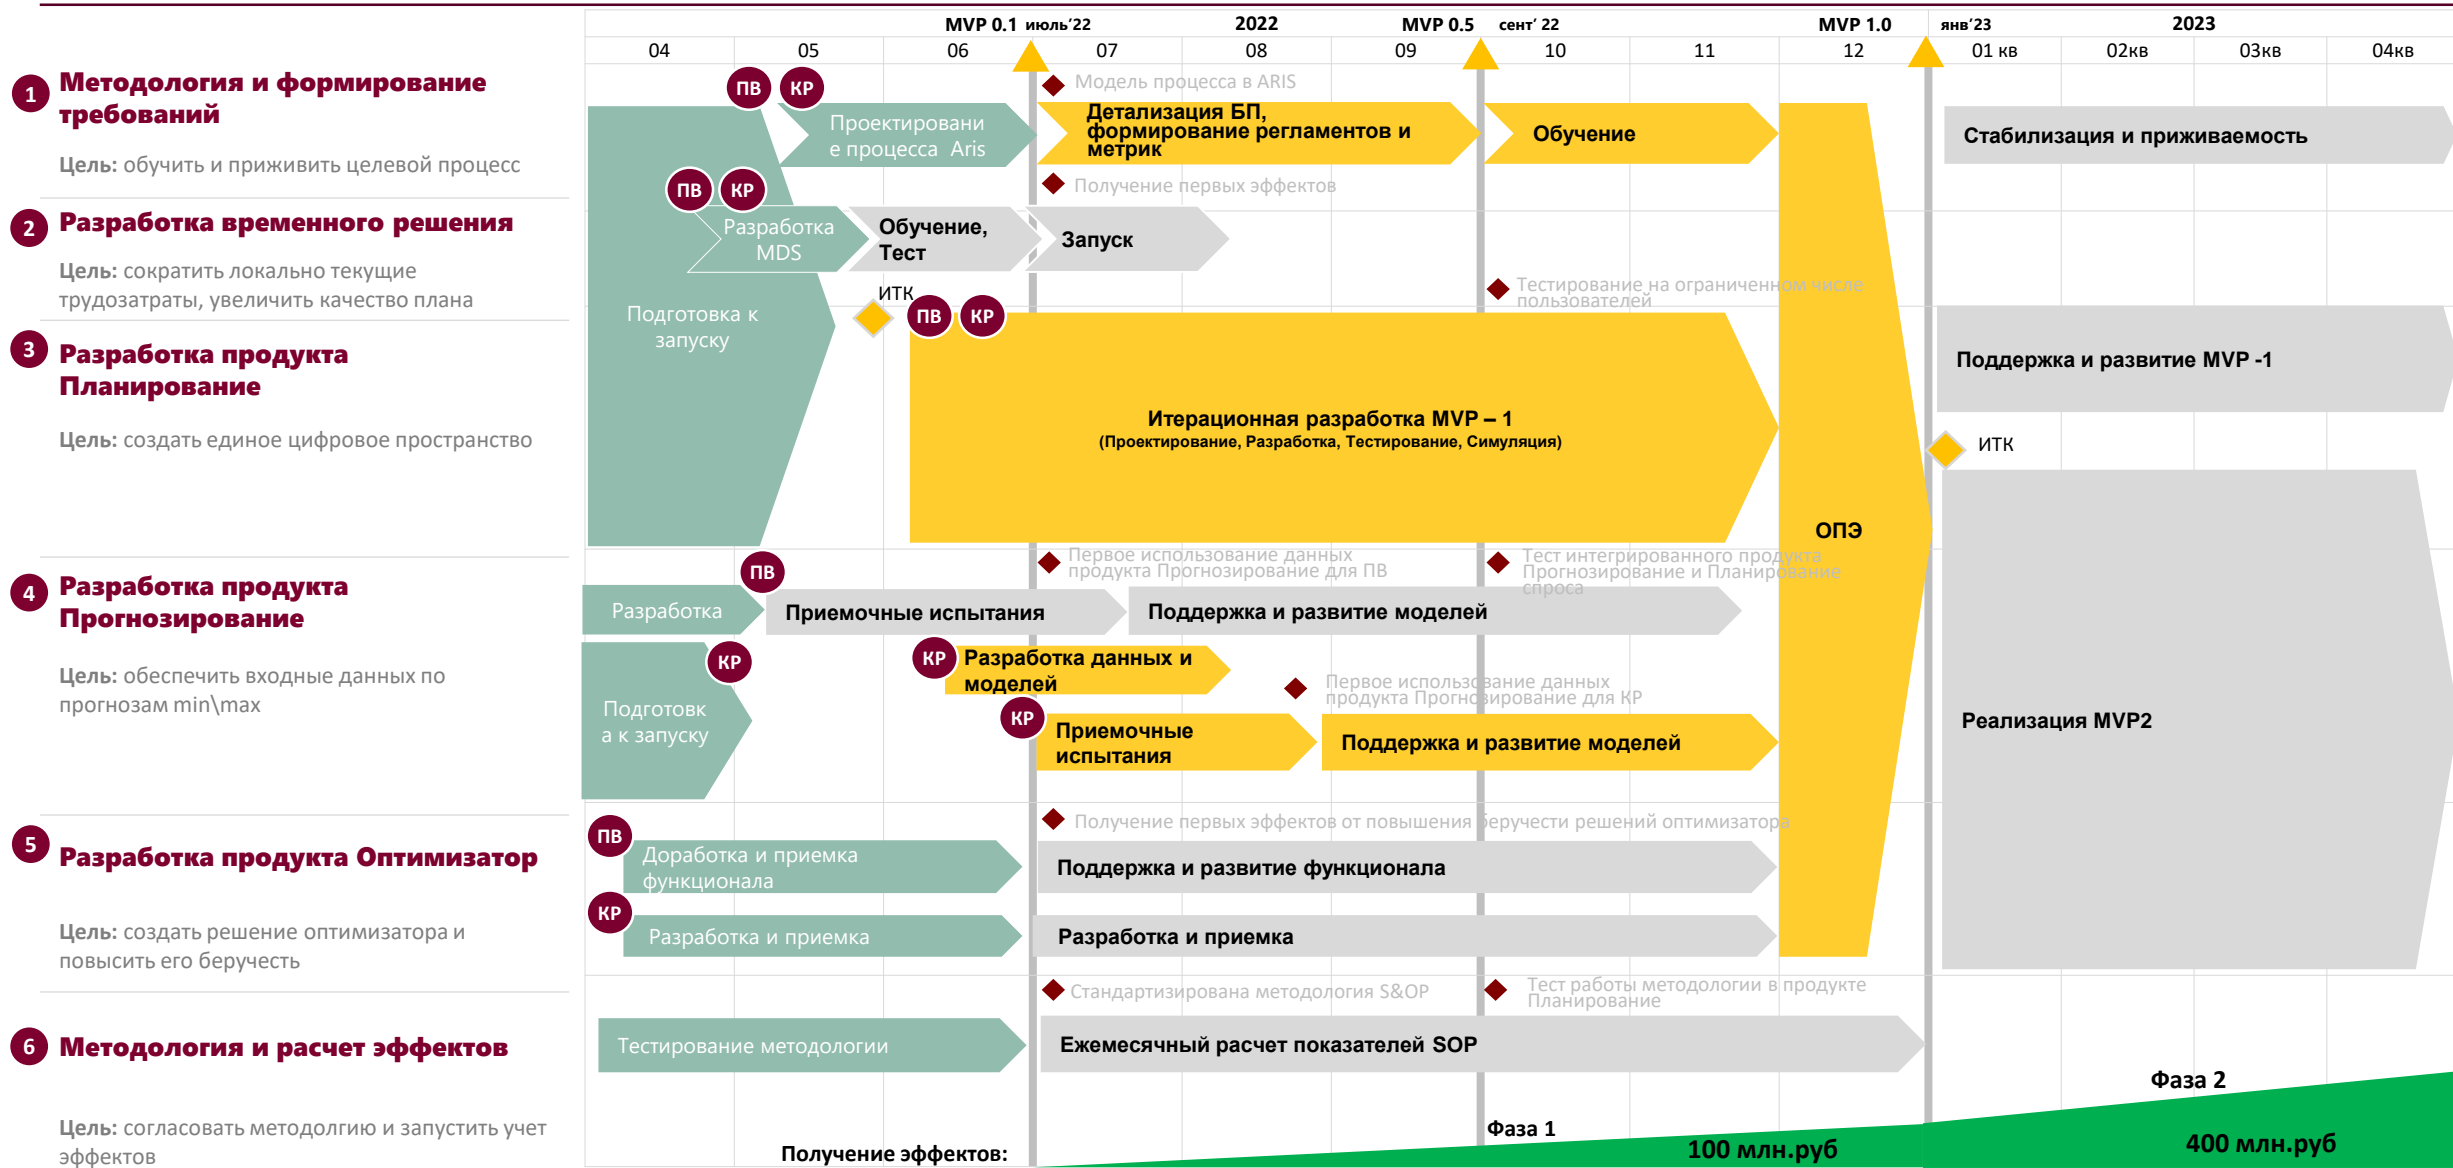 MVP 0.1 июль’22
2022
MVP 0.5 сент’ 22
MVP 1.0
янв’23
2023
04
05
06
07
08
09
10
11
12
01 кв
02кв
03кв
04кв
1
Методология и формирование
требований
Цель: обучить и приживить целевой процесс
ПВ
КР
Проектировани
е процесса Aris
Модель процесса в ARIS
Детализация БП,
формирование регламентов и
метрик
Обучение
Стабилизация и приживаемость
Получение первых эффектов
2
Разработка временного решения
Цель: сократить локально текущие
трудозатраты, увеличить качество плана
ПВ
КР
Разработка
MDS
Обучение,
Тест
Запуск
Подготовка к
запуску
ИТК
Тестирование на ограниченном числе
пользователей
3
Разработка продукта
Планирование
Цель: создать единое цифровое пространство
ПВ
КР
Итерационная разработка MVP – 1
(Проектирование, Разработка, Тестирование, Симуляция)
Поддержка и развитие MVP -1
ИТК
ОПЭ
4
Разработка продукта
Прогнозирование
Цель: обеспечить входные данных по
прогнозам min\max
ПВ
Разработка
Приемочные испытания
Первое использование данных
продукта Прогнозирование для ПВ
Поддержка и развитие моделей
Тест интегрированного продукта
Прогнозирование и Планирование
спроса
КР
Подготовк
а к запуску
КР
Разработка данных и
моделей
Первое использование данных
продукта Прогнозирование для КР
КР
Приемочные
испытания
Поддержка и развитие моделей
Реализация MVP2
5
Разработка продукта Оптимизатор
Цель: создать решение оптимизатора и
повысить его беручесть
Получение первых эффектов от повышения беручести решений оптимизатора
ПВ
Доработка и приемка
функционала
Поддержка и развитие функционала
КР
Разработка и приемка
Разработка и приемка
6
Методология и расчет эффектов
Цель: согласовать методолгию и запустить учет
эффектов
Стандартизирована методология S&OP
Тест работы методологии в продукте
Планирование
Тестирование методологии
Ежемесячный расчет показателей SOP
Получение эффектов:
Фаза 1
100 млн.руб
Фаза 2
400 млн.руб